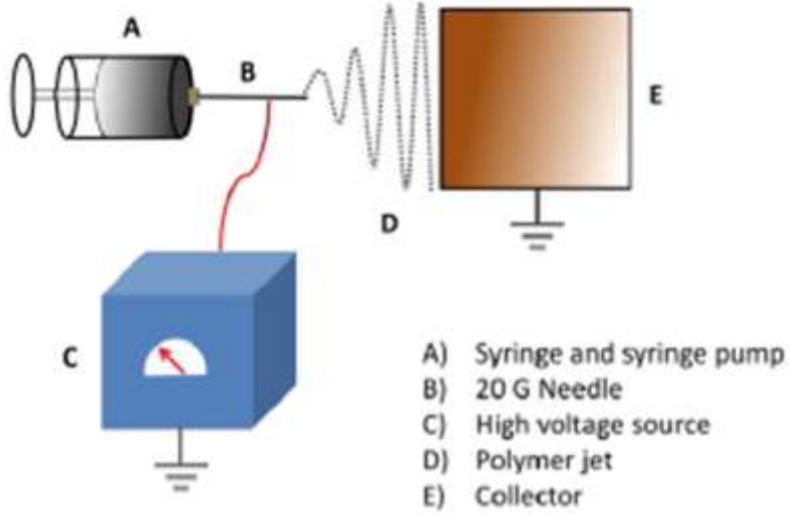 A
B
E
D
C
A) Syringe and syringe pump
B) 20 G Needle
C) High voltage source
D) Polymer jet
E) Collector